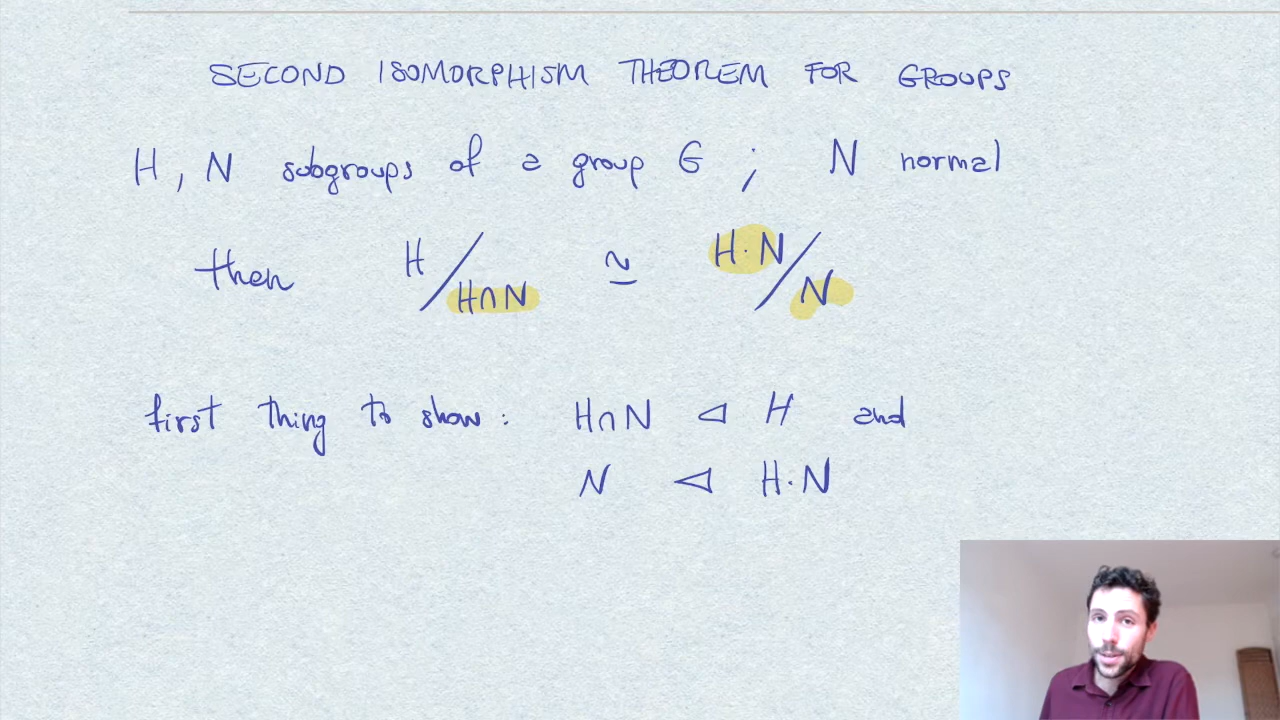 SECOND ISOMORPHISM THEOREM FOR GROUPS
H, N subgroups of a group G ; N normal
then H/H∩N ≅ H·N/N
first thing to show : H∩N ◁ H and
N ◁ H·N